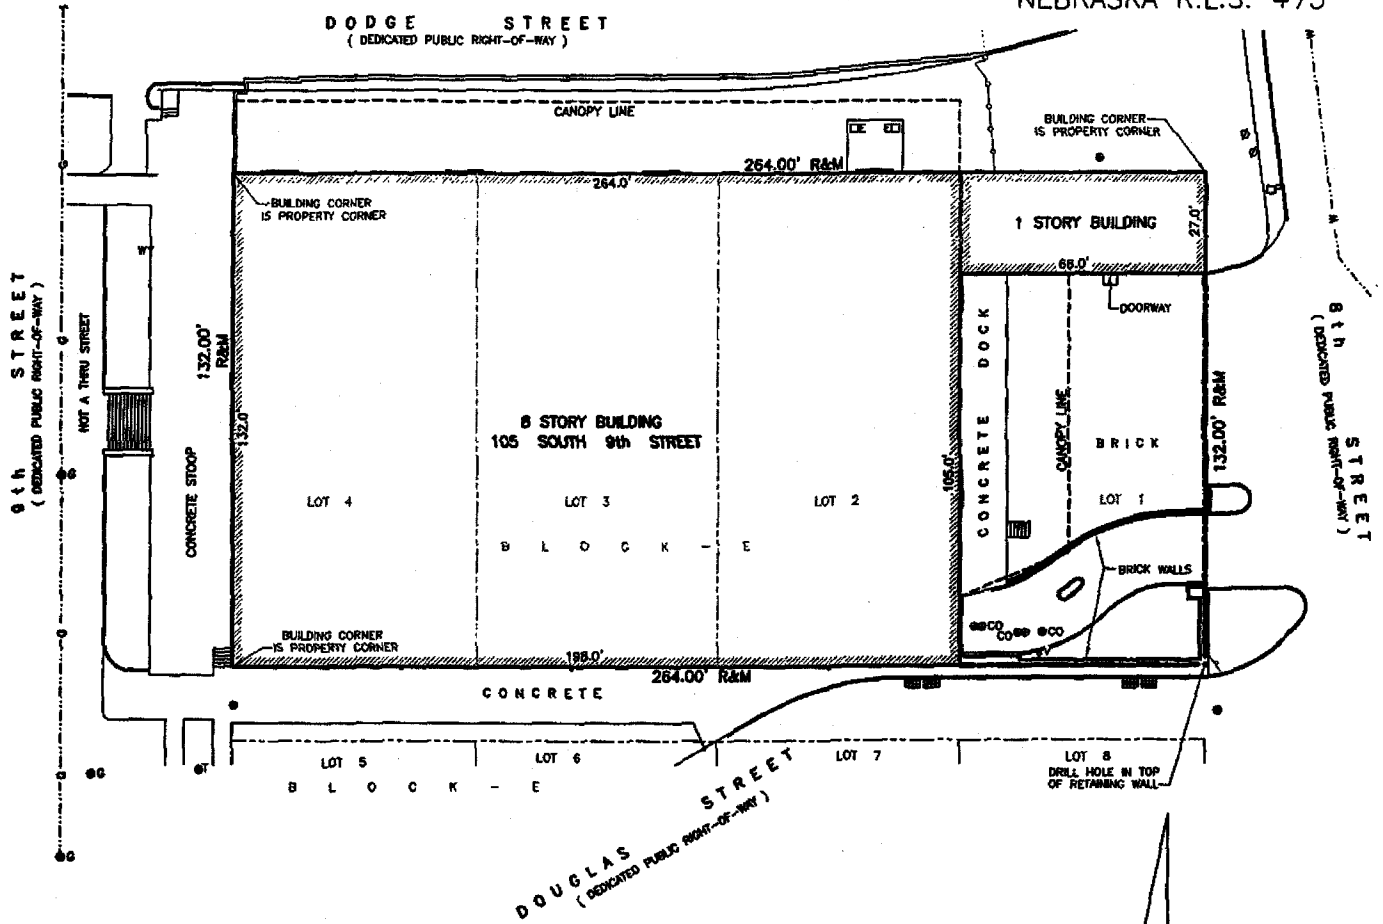 NEBRASKA R.L.S. 495
DODGE STREET
( DEDICATED PUBLIC RIGHT-OF-WAY )
CANOPY LINE
E E
BUILDING CORNER
IS PROPERTY CORNER
264.00' R&M
264.0'
BUILDING CORNER
IS PROPERTY CORNER
1 STORY BUILDING
27.0'
66.0'
DOORWAY
WV
9th STREET
( DEDICATED PUBLIC RIGHT-OF-WAY )
NOT A THRU STREET
132.00'
R&M
132.0'
CONCRETE STOOP
6 STORY BUILDING
105 SOUTH 9th STREET
LOT 4
LOT 3
LOT 2
BLOCK - E
105.0'
CONCRETE DOCK
CANOPY LINE
BRICK
LOT 1
132.00' R&M
8th STREET
( DEDICATED PUBLIC RIGHT-OF-WAY )
BRICK WALLS
CO
CO
CO
BUILDING CORNER
IS PROPERTY CORNER
198.0'
264.00' R&M
CONCRETE
LOT 5
LOT 6
LOT 7
LOT 8
BLOCK - E
DRILL HOLE IN TOP
OF RETAINING WALL
DOUGLAS STREET
( DEDICATED PUBLIC RIGHT-OF-WAY )
G
G
T
G